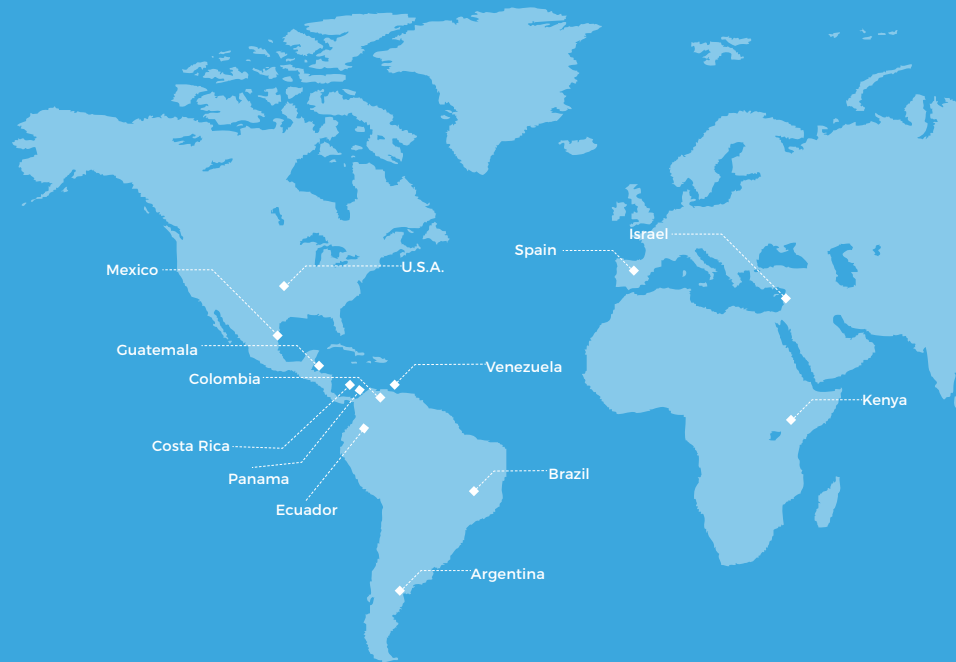 Israel
Spain
Mexico
U.S.A.
Guatemala
Venezuela
Colombia
Kenya
Costa Rica
Brazil
Panama
Ecuador
Argentina